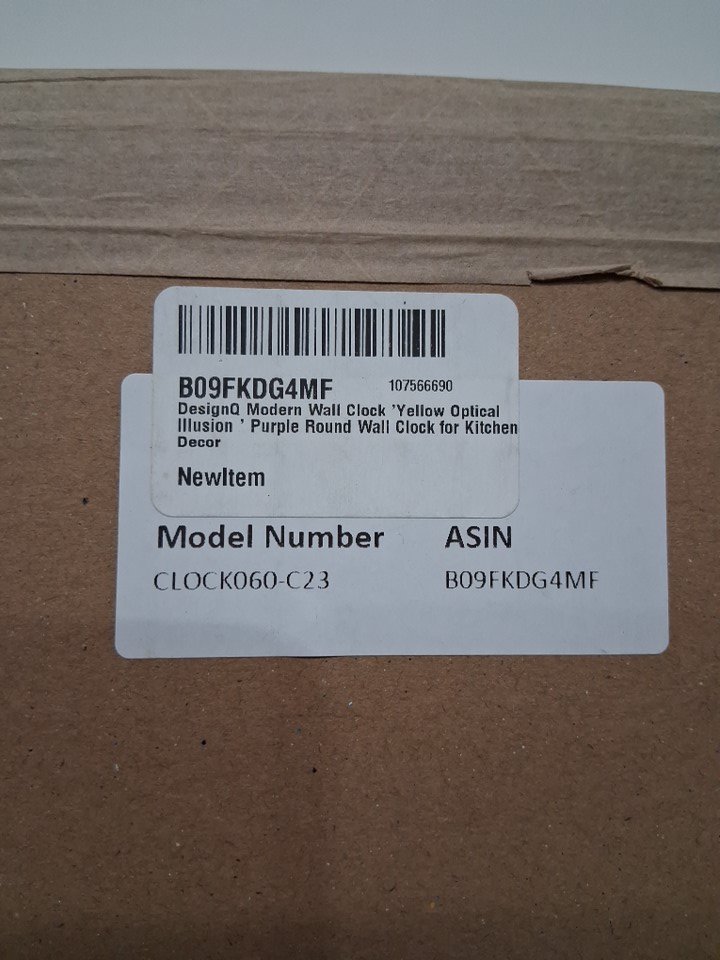 B09FKDG4MF 107566690
DesignQ Modern Wall Clock 'Yellow Optical
Illusion ' Purple Round Wall Clock for Kitchen
Decor
NewItem
Model Number ASIN
CLOCK060-C23 B09FKDG4MF